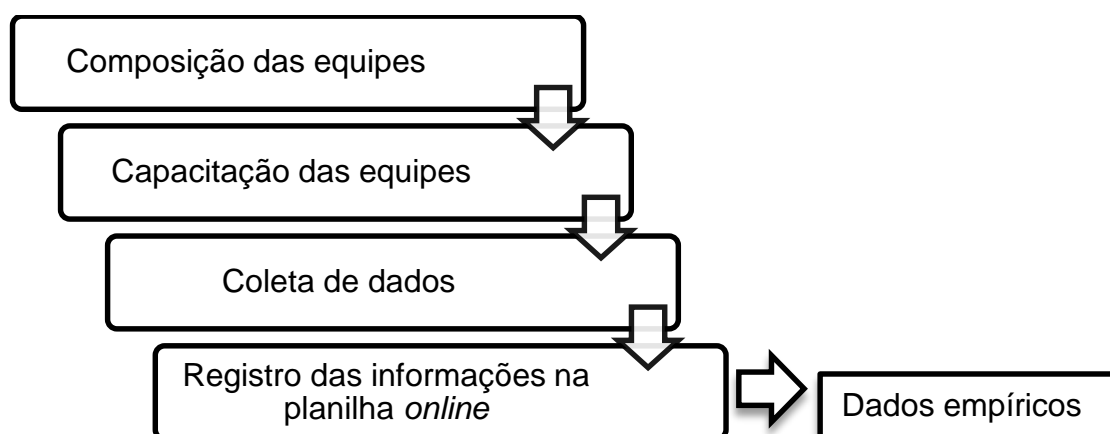 Composição das equipes
Capacitação das equipes
Coleta de dados
Registro das informações na
planilha online
Dados empíricos